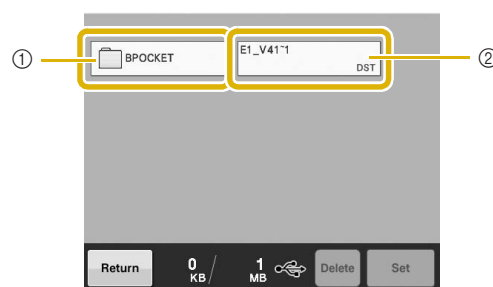 ① BPOCKET E1_V41~1 ②
DST
Return 0 KB/ 1 MB Delete Set